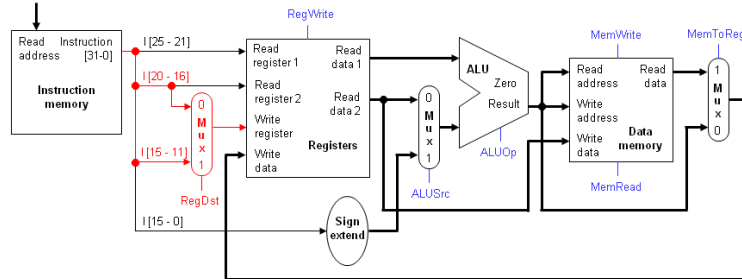 Read address
Instruction [31-0]
Instruction memory
I [25 - 21]
I [20 - 16]
I [15 - 11]
I [15 - 0]
0
M
u
x
1
RegDst
RegWrite
Read register 1
Read register 2
Write register
Write data
Read data 1
Read data 2
Registers
Sign extend
0
M
u
x
1
ALUSrc
ALU
Zero
Result
ALUOp
MemWrite
Read address
Write address
Write data
Read data
Data memory
MemRead
MemToReg
1
M
u
x
0